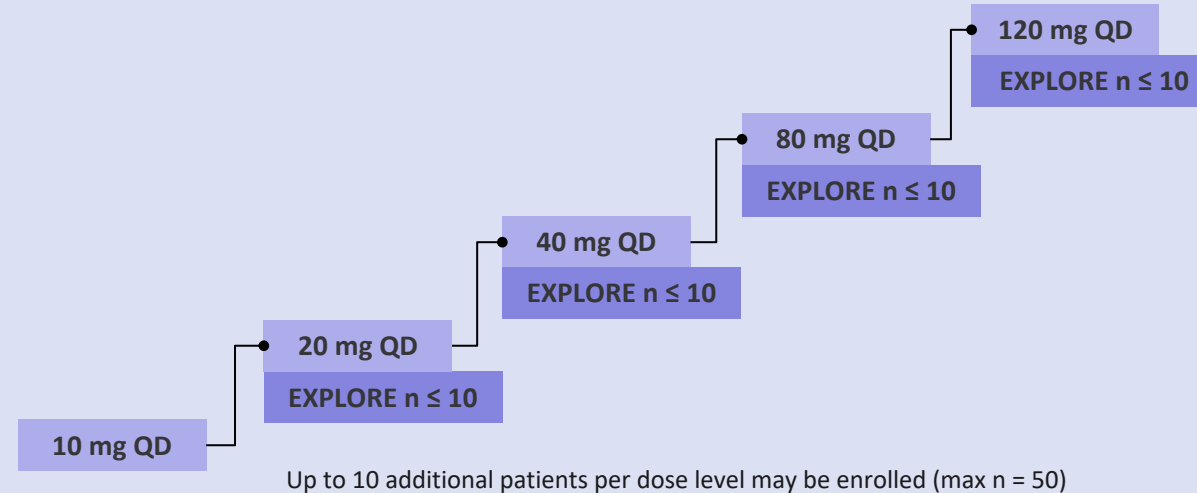 120 mg QD
EXPLORE n ≤ 10
80 mg QD
EXPLORE n ≤ 10
40 mg QD
EXPLORE n ≤ 10
20 mg QD
EXPLORE n ≤ 10
10 mg QD
Up to 10 additional patients per dose level may be enrolled (max n = 50)